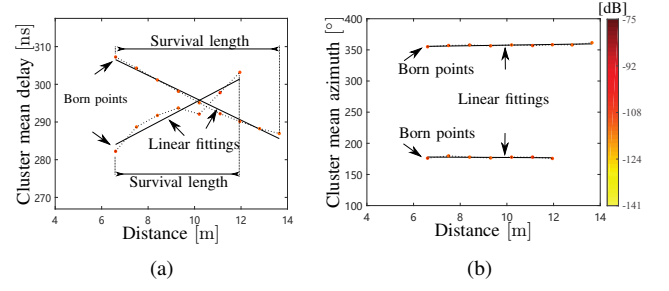 [dB]
Cluster mean delay [ns]
310
300
290
280
270
Survival length
Born points
Linear fittings
Survival length
4
6
8
10
12
14
Distance [m]
(a)
Cluster mean azimuth [°]
400
350
300
250
200
150
100
Born points
Linear fittings
Born points
4
6
8
10
12
14
Distance [m]
(b)
-75
-92
-109
-124
-141